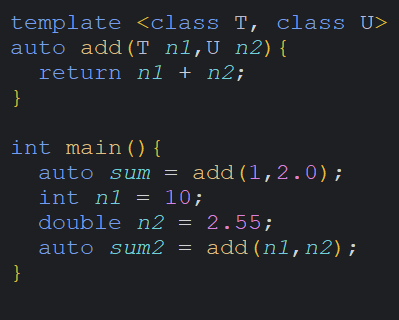 template <class T, class U>
auto add(T n1,U n2){
  return n1 + n2;
}

int main(){
  auto sum = add(1,2.0);
  int n1 = 10;
  double n2 = 2.55;
  auto sum2 = add(n1,n2);
}